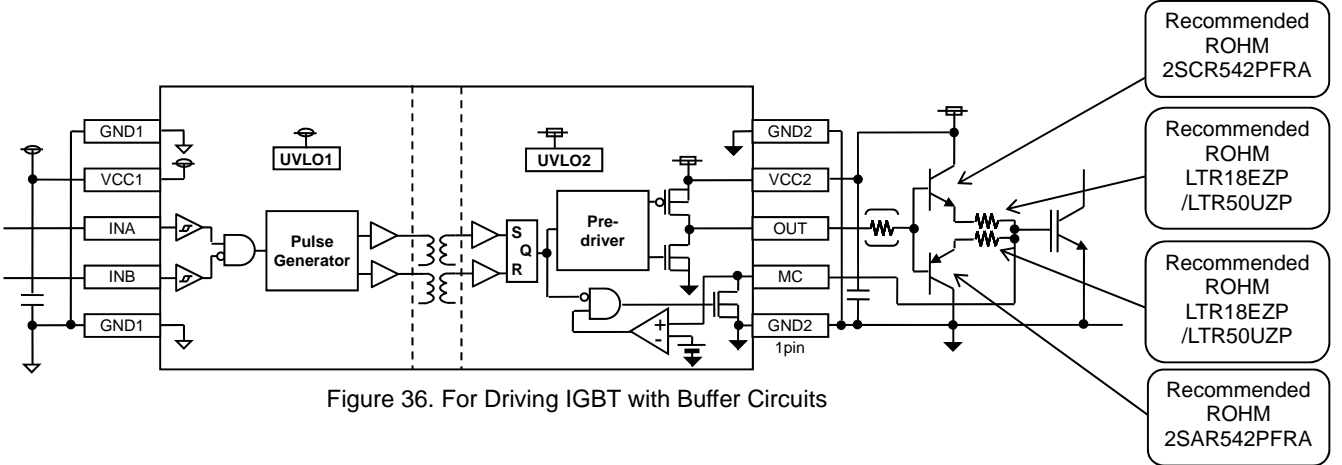 GND1
VCC1
INA
INB
GND1
UVLO1
Pulse
Generator
UVLO2
S
Q
R
Pre-
driver
+
-
GND2
VCC2
OUT
MC
GND2
1pin
Recommended
ROHM
2SCR542PFRA
Recommended
ROHM
LTR18EZP
/LTR50UZP
Recommended
ROHM
LTR18EZP
/LTR50UZP
Recommended
ROHM
2SAR542PFRA
Figure 36. For Driving IGBT with Buffer Circuits